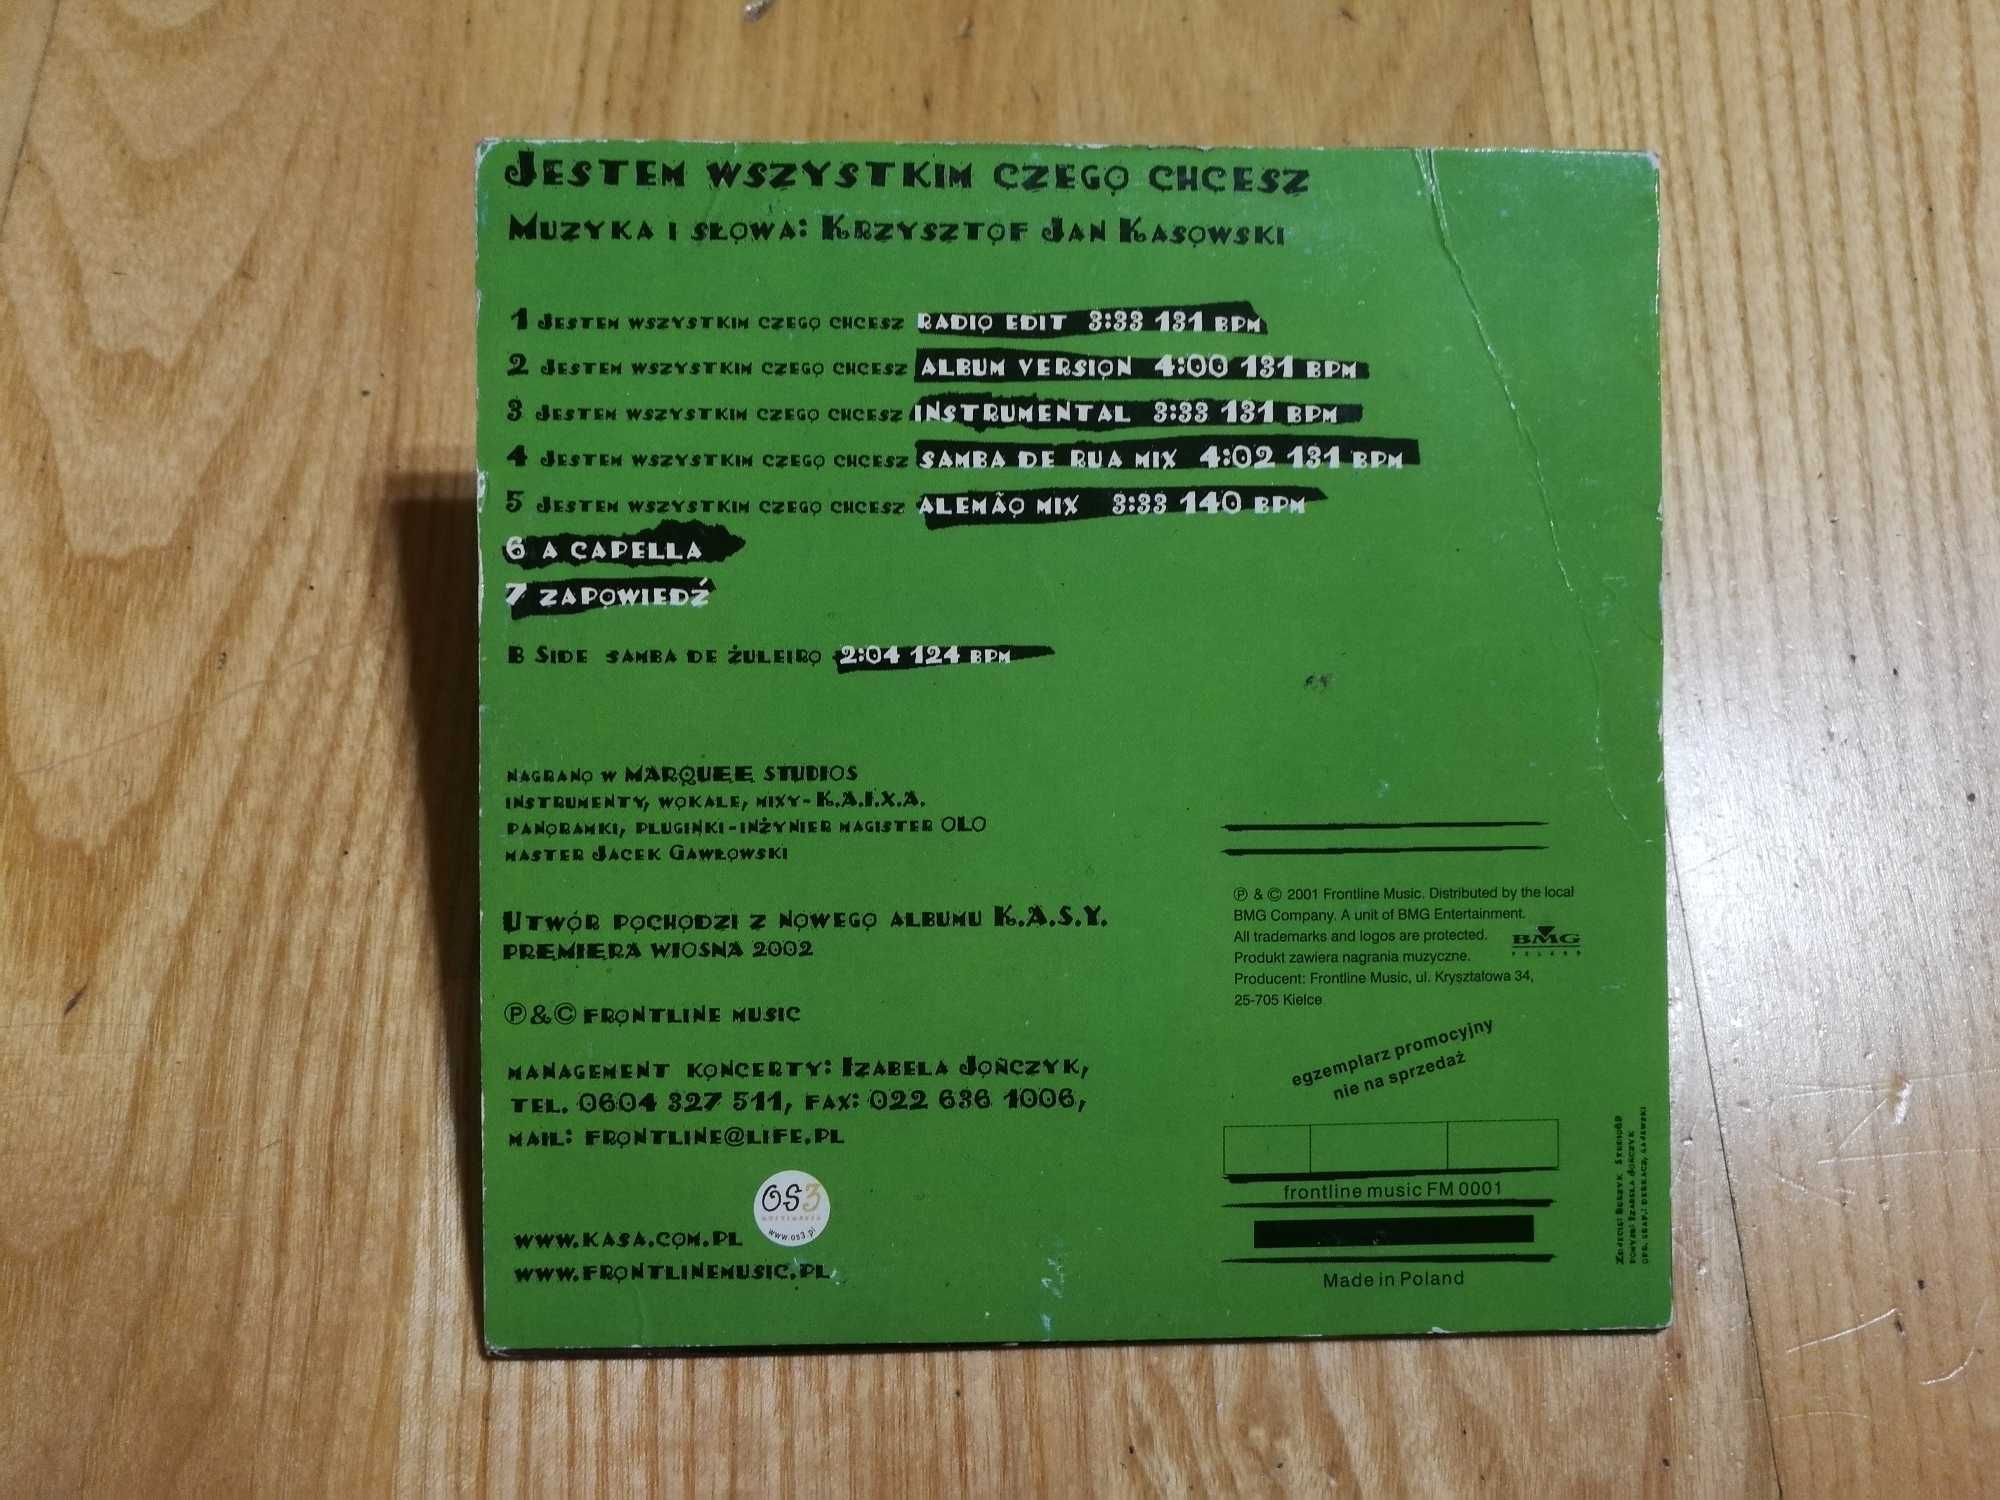 Jestem wszystkim czego chcesz
Muzyka i słowa: Krzysztof Jan Kasowski
1 Jestem wszystkim czego chcesz RADIO EDIT 3:33 131 BPM
2 Jestem wszystkim czego chcesz ALBUM VERSION 4:00 131 BPM
3 Jestem wszystkim czego chcesz INSTRUMENTAL 3:33 131 BPM
4 Jestem wszystkim czego chcesz SAMBA DE RUA MIX 4:02 131 BPM
5 Jestem wszystkim czego chcesz ALEMÃO MIX 3:33 140 BPM
6 A CAPELLA
7 ZAPOWIEDŹ
B Side samba de żuleiro 2:04 124 BPM
nagrano w MARQUEE STUDIOS
instrumenty, wokale, mixy- K.A.I.X.A.
panoramki, pluginki-inżynier magister OLO
master Jacek Gawłowski
Utwór pochodzi z nowego albumu K.A.S.Y.
PREMIERA WIOSNA 2002
Ⓟ&© FRONTLINE MUSIC
management koncerty: Izabela Jończyk,
tel. 0604 327 511, fax: 022 636 1006,
mail: frontline@life.pl
OS3
www.os3.pl
www.kasa.com.pl
www.frontlinemusic.pl
Ⓟ & © 2001 Frontline Music. Distributed by the local
BMG Company. A unit of BMG Entertainment.
All trademarks and logos are protected.
BMG
POLAND
Produkt zawiera nagrania muzyczne.
Producent: Frontline Music, ul. Kryształowa 34,
25-705 Kielce
egzemplarz promocyjny
nie na sprzedaż
frontline music FM 0001
Made in Poland
pomysł: Izabela Jończyk